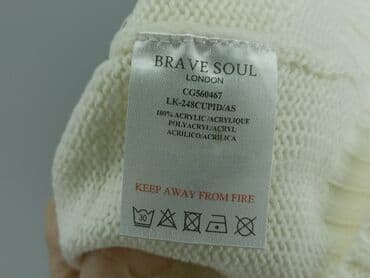 BRAVE SOUL
LONDON
CG560467
LK-248CUPID/AS
100% ACRYLIC/ACRYLIQUE
POLYACRYL/ACRYL
ACRILICO/ACRILICA
KEEP AWAY FROM FIRE
30